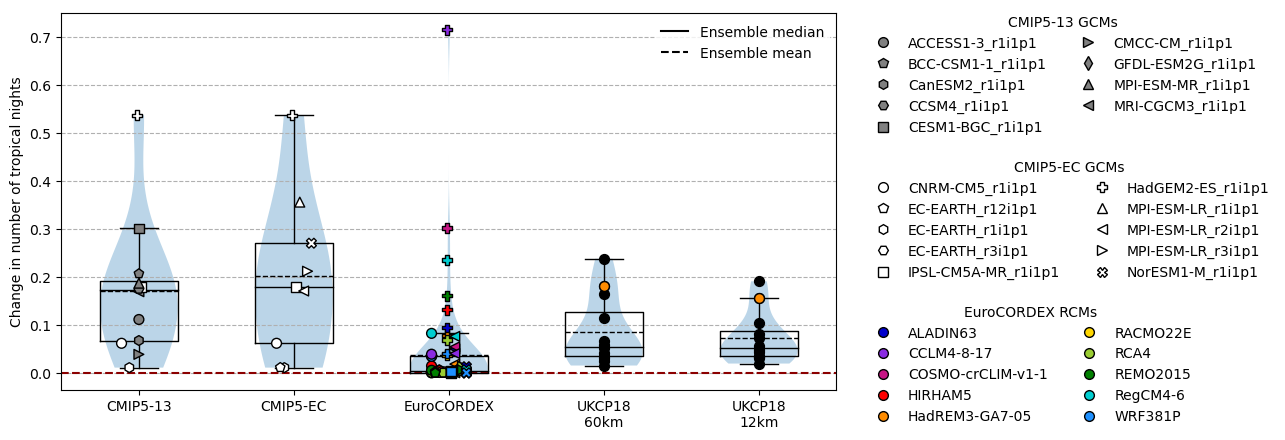 Change in number of tropical nights
0.7
0.6
0.5
0.4
0.3
0.2
0.1
0.0
Ensemble median
Ensemble mean
CMIP5-13
CMIP5-EC
EuroCORDEX
UKCP18
60km
UKCP18
12km
CMIP5-13 GCMs
ACCESS1-3_r1i1p1
BCC-CSM1-1_r1i1p1
CanESM2_r1i1p1
CCSM4_r1i1p1
CESM1-BGC_r1i1p1
CMCC-CM_r1i1p1
GFDL-ESM2G_r1i1p1
MPI-ESM-MR_r1i1p1
MRI-CGCM3_r1i1p1
CMIP5-EC GCMs
CNRM-CM5_r1i1p1
EC-EARTH_r12i1p1
EC-EARTH_r1i1p1
EC-EARTH_r3i1p1
IPSL-CM5A-MR_r1i1p1
HadGEM2-ES_r1i1p1
MPI-ESM-LR_r1i1p1
MPI-ESM-LR_r2i1p1
MPI-ESM-LR_r3i1p1
NorESM1-M_r1i1p1
EuroCORDEX RCMs
ALADIN63
CCLM4-8-17
COSMO-crCLIM-v1-1
HIRHAM5
HadREM3-GA7-05
RACMO22E
RCA4
REMO2015
RegCM4-6
WRF381P